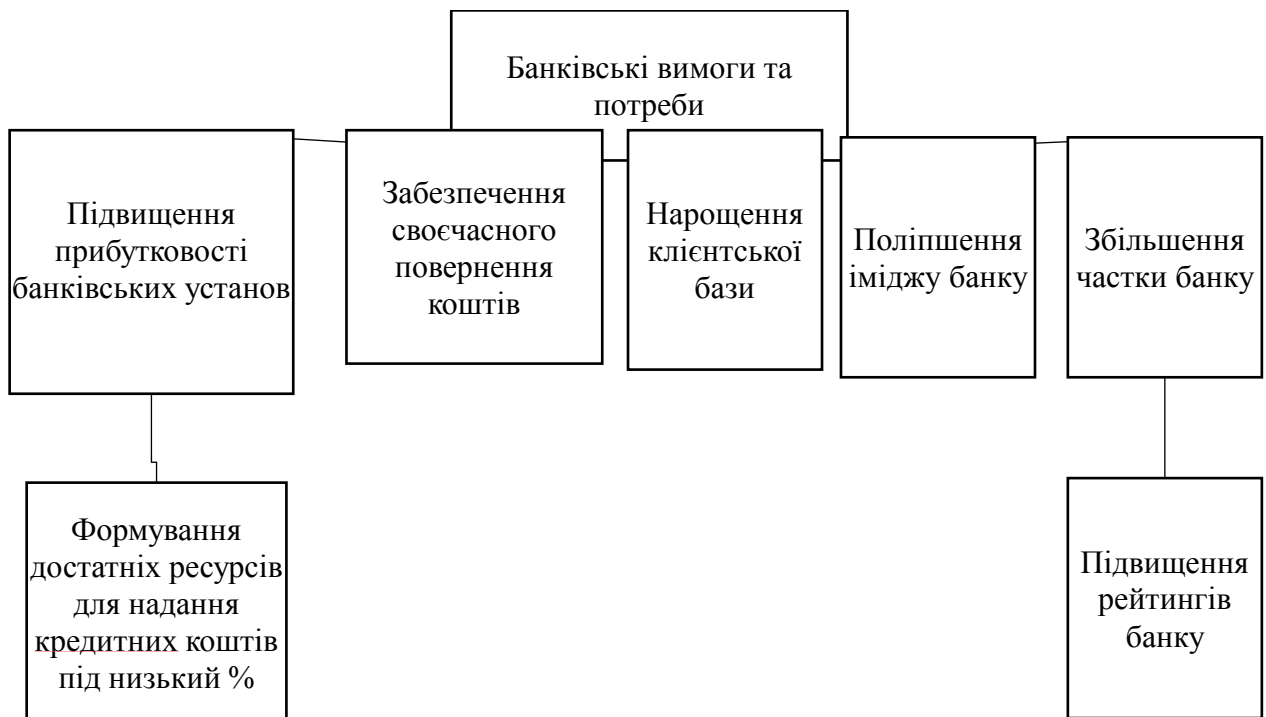 Банківські вимоги та
потреби
Підвищення
прибутковості
банківських установ
Забезпечення
своєчасного
повернення
коштів
Нарощення
клієнтської
бази
Поліпшення
іміджу банку
Збільшення
частки банку
Формування
достатніх ресурсів
для надання
кредитних коштів
під низький %
Підвищення
рейтингів
банку